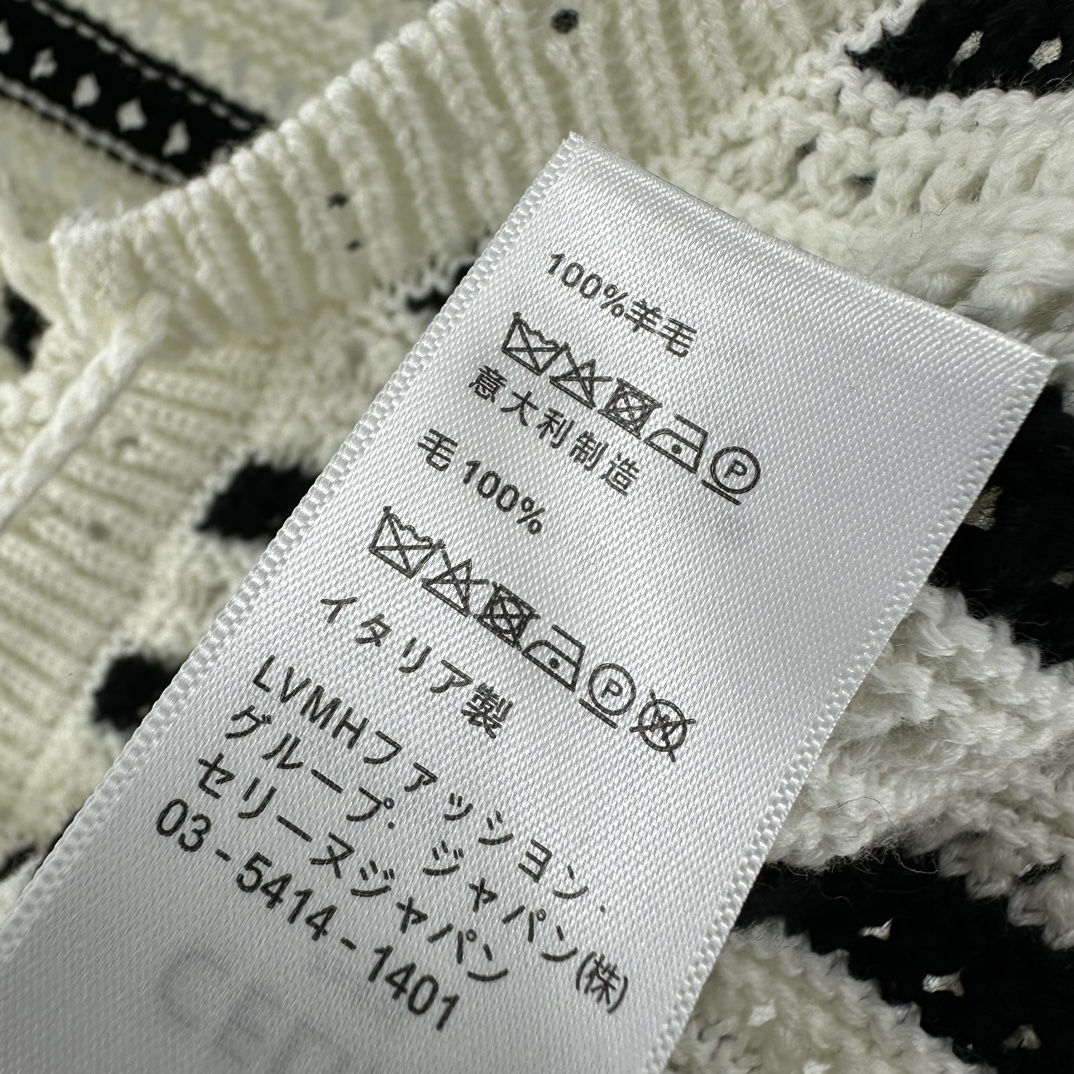 100%羊毛
P
意大利制造
毛 100%
P W
イタリア製
LVMHファッション.
グループ. ジャパン(株)
セリーヌジャパン
03-5414-1401